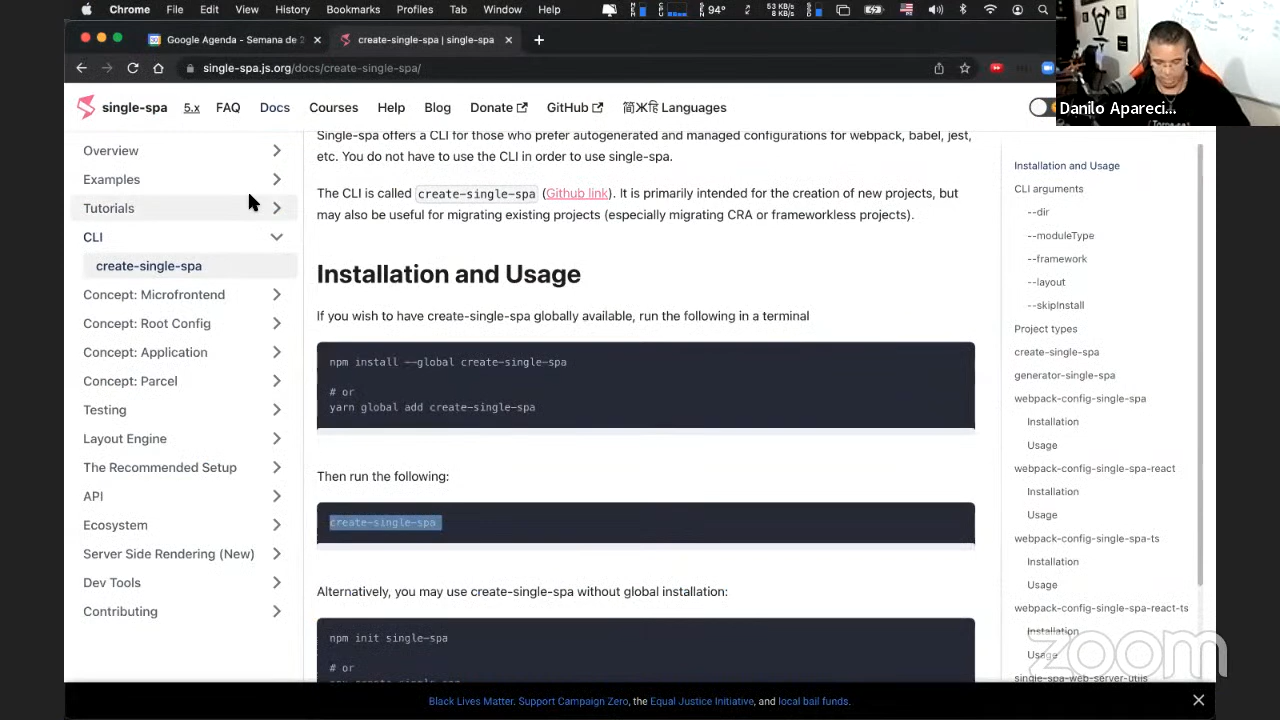 Chrome File Edit View History Bookmarks Profiles Tab Window Help
94°
53 KB
8 KB/s
Google Agenda - Semana de 2
create-single-spa | single-spa
single-spa.js.org/docs/create-single-spa/
single-spa 5.x FAQ Docs Courses Help Blog Donate GitHub 简⽶हि Languages
Danilo Apareci...
Overview
Examples
Tutorials
CLI
create-single-spa
Concept: Microfrontend
Concept: Root Config
Concept: Application
Concept: Parcel
Testing
Layout Engine
The Recommended Setup
API
Ecosystem
Server Side Rendering (New)
Dev Tools
Contributing
Single-spa offers a CLI for those who prefer autogenerated and managed configurations for webpack, babel, jest,
etc. You do not have to use the CLI in order to use single-spa.
The CLI is called create-single-spa (Github link). It is primarily intended for the creation of new projects, but
may also be useful for migrating existing projects (especially migrating CRA or frameworkless projects).
Installation and Usage
If you wish to have create-single-spa globally available, run the following in a terminal
npm install --global create-single-spa
# or
yarn global add create-single-spa
Then run the following:
create-single-spa
Alternatively, you may use create-single-spa without global installation:
npm init single-spa
# or
Installation and Usage
CLI arguments
--dir
--moduleType
--framework
--layout
--skipInstall
Project types
create-single-spa
generator-single-spa
webpack-config-single-spa
Installation
Usage
webpack-config-single-spa-react
Installation
Usage
webpack-config-single-spa-ts
Installation
Usage
webpack-config-single-spa-react-ts
Installation
Usage
single-spa-web-server-utils
zoom
Black Lives Matter. Support Campaign Zero, the Equal Justice Initiative, and local bail funds.